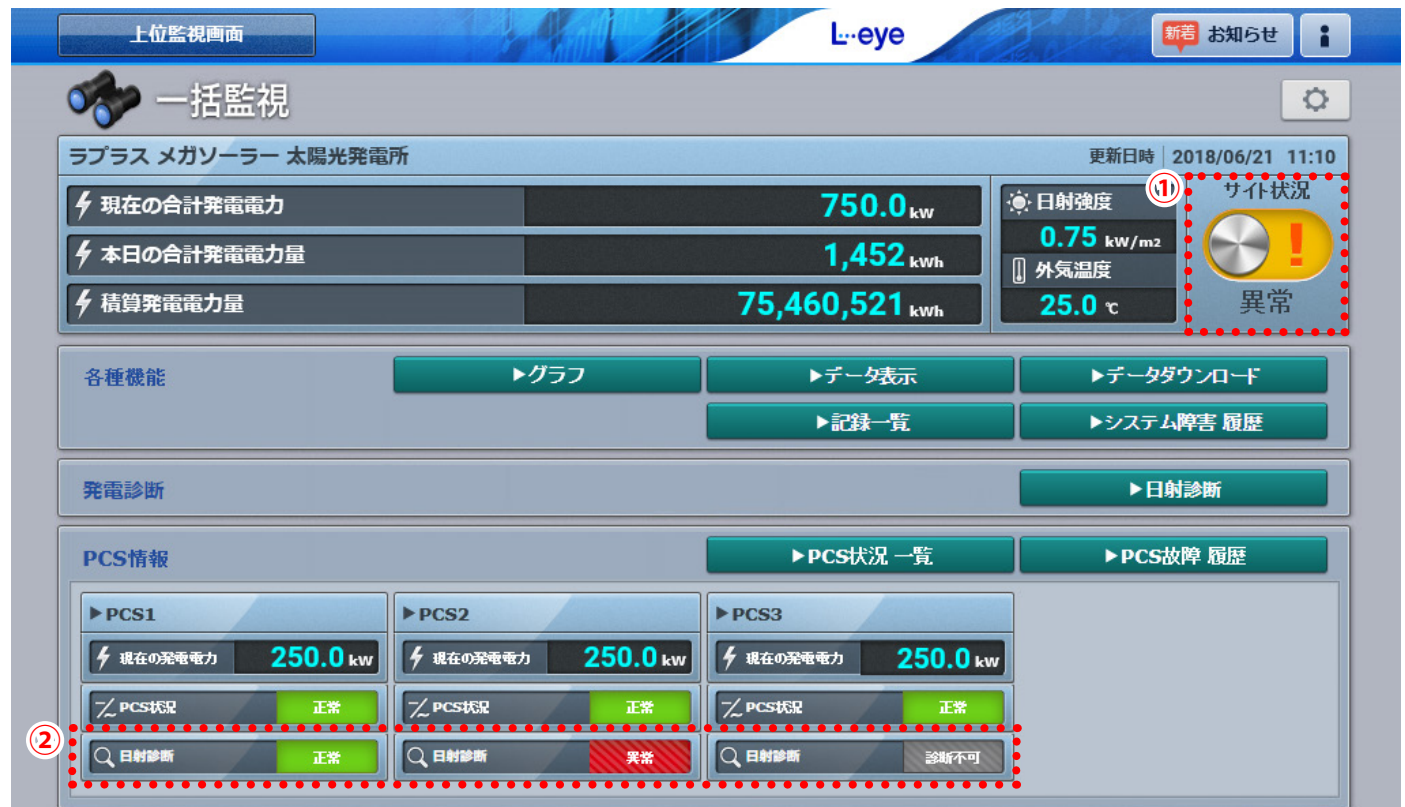 上位監視画面
L-eye
新着 お知らせ
i
一括監視
ラプラス メガソーラー 太陽光発電所
更新日時 2018/06/21 11:10
現在の合計発電電力 750.0 kw
本日の合計発電電力量 1,452 kWh
積算発電電力量 75,460,521 kWh
日射強度
0.75 kW/m2
外気温度
25.0 ℃
①
サイト状況
!
異常
各種機能
▶グラフ
▶データ表示
▶データダウンロード
▶記録一覧
▶システム障害 履歴
発電診断
▶日射診断
PCS情報
▶PCS状況 一覧
▶PCS故障 履歴
▶PCS1
現在の発電電力 250.0 kw
PCS状況 正常
▶PCS2
現在の発電電力 250.0 kw
PCS状況 正常
▶PCS3
現在の発電電力 250.0 kw
PCS状況 正常
②
日射診断 正常
日射診断 異常
日射診断 診断不可